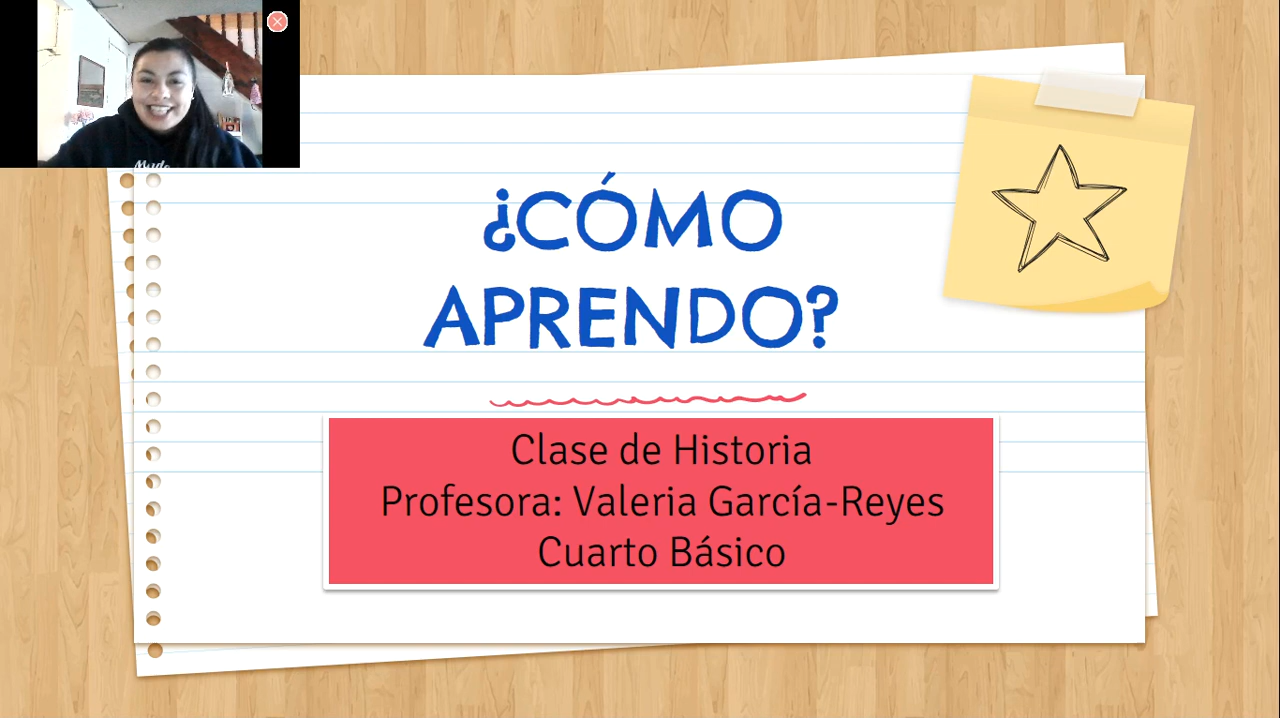 ¿CÓMO
APRENDO?
Clase de Historia
Profesora: Valeria García-Reyes
Cuarto Básico